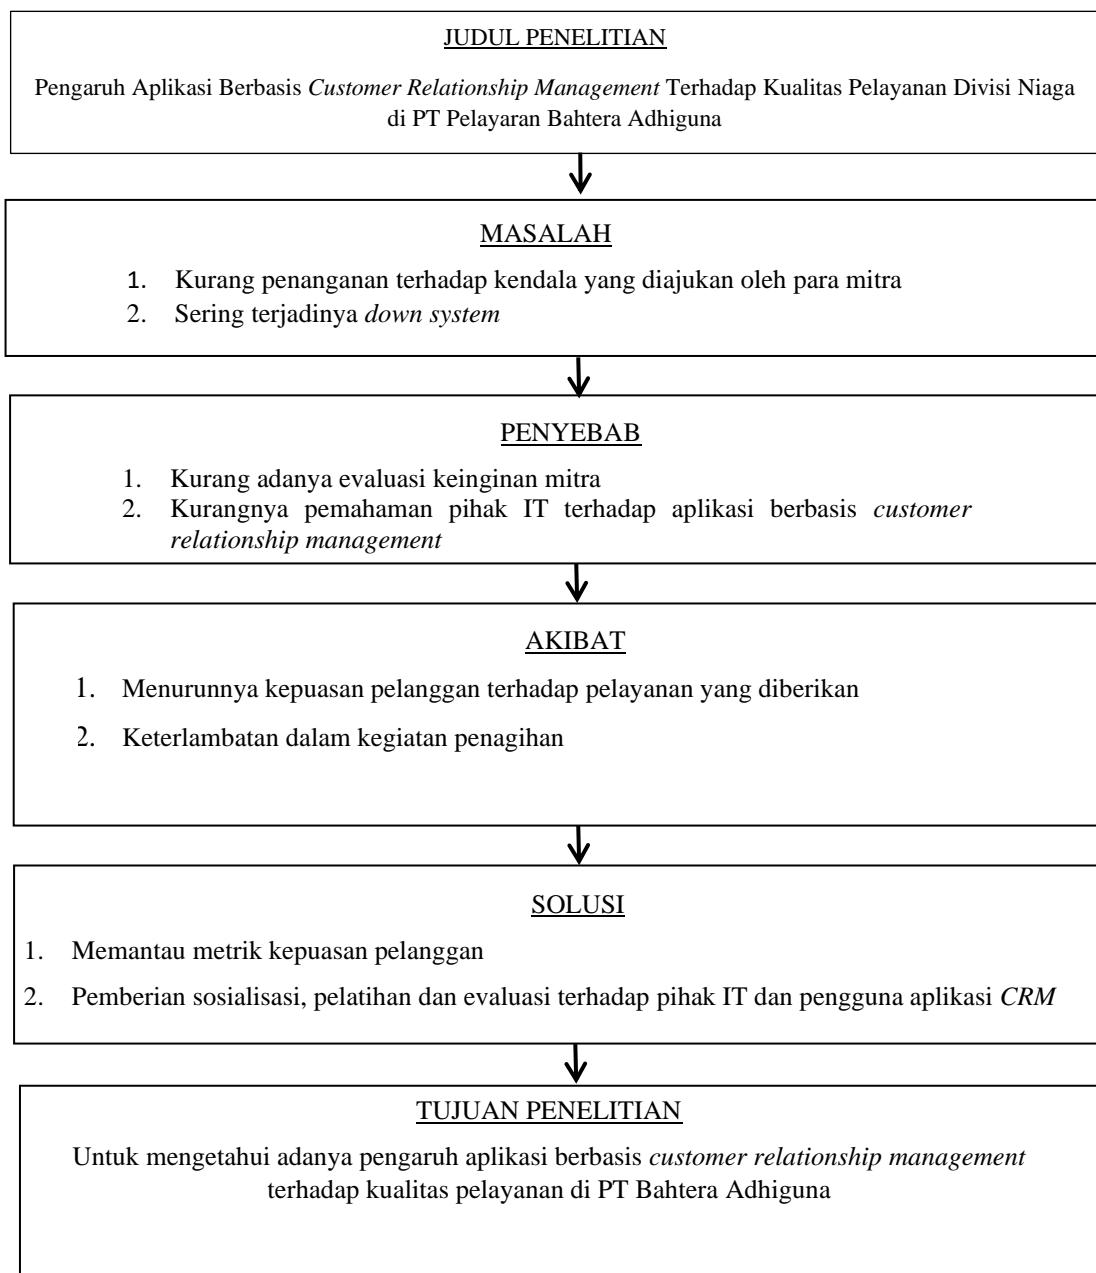 JUDUL PENELITIAN
Pengaruh Aplikasi Berbasis Customer Relationship Management Terhadap Kualitas Pelayanan Divisi Niaga
di PT Pelayaran Bahtera Adhiguna
MASALAH
1. Kurang penanganan terhadap kendala yang diajukan oleh para mitra
2. Sering terjadinya down system
PENYEBAB
1. Kurang adanya evaluasi keinginan mitra
2. Kurangnya pemahaman pihak IT terhadap aplikasi berbasis customer
relationship management
AKIBAT
1. Menurunnya kepuasan pelanggan terhadap pelayanan yang diberikan
2. Keterlambatan dalam kegiatan penagihan
SOLUSI
1. Memantau metrik kepuasan pelanggan
2. Pemberian sosialisasi, pelatihan dan evaluasi terhadap pihak IT dan pengguna aplikasi CRM
TUJUAN PENELITIAN
Untuk mengetahui adanya pengaruh aplikasi berbasis customer relationship management
terhadap kualitas pelayanan di PT Bahtera Adhiguna